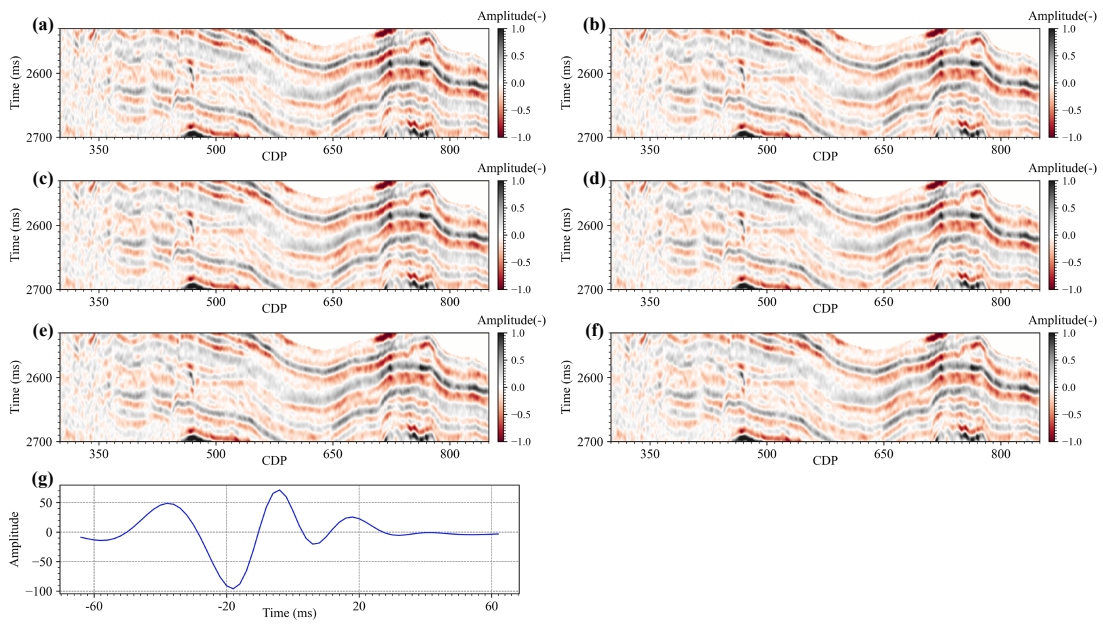 (a) Amplitude(-) (b) Amplitude(-)
1.0 1.0
Time (ms) 2600 0.5 Time (ms) 2600 0.5
0.0 0.0
−0.5 −0.5
2700 −1.0 2700 −1.0
350 500 650 800 350 500 650 800
CDP CDP
(c) Amplitude(-) (d) Amplitude(-)
1.0 1.0
Time (ms) 2600 0.5 Time (ms) 2600 0.5
0.0 0.0
−0.5 −0.5
2700 −1.0 2700 −1.0
350 500 650 800 350 500 650 800
CDP CDP
(e) Amplitude(-) (f) Amplitude(-)
1.0 1.0
Time (ms) 2600 0.5 Time (ms) 2600 0.5
0.0 0.0
−0.5 −0.5
2700 −1.0 2700 −1.0
350 500 650 800 350 500 650 800
CDP CDP
(g)
Amplitude
50
0
−50
−100
-60 -20 20 60
Time (ms)